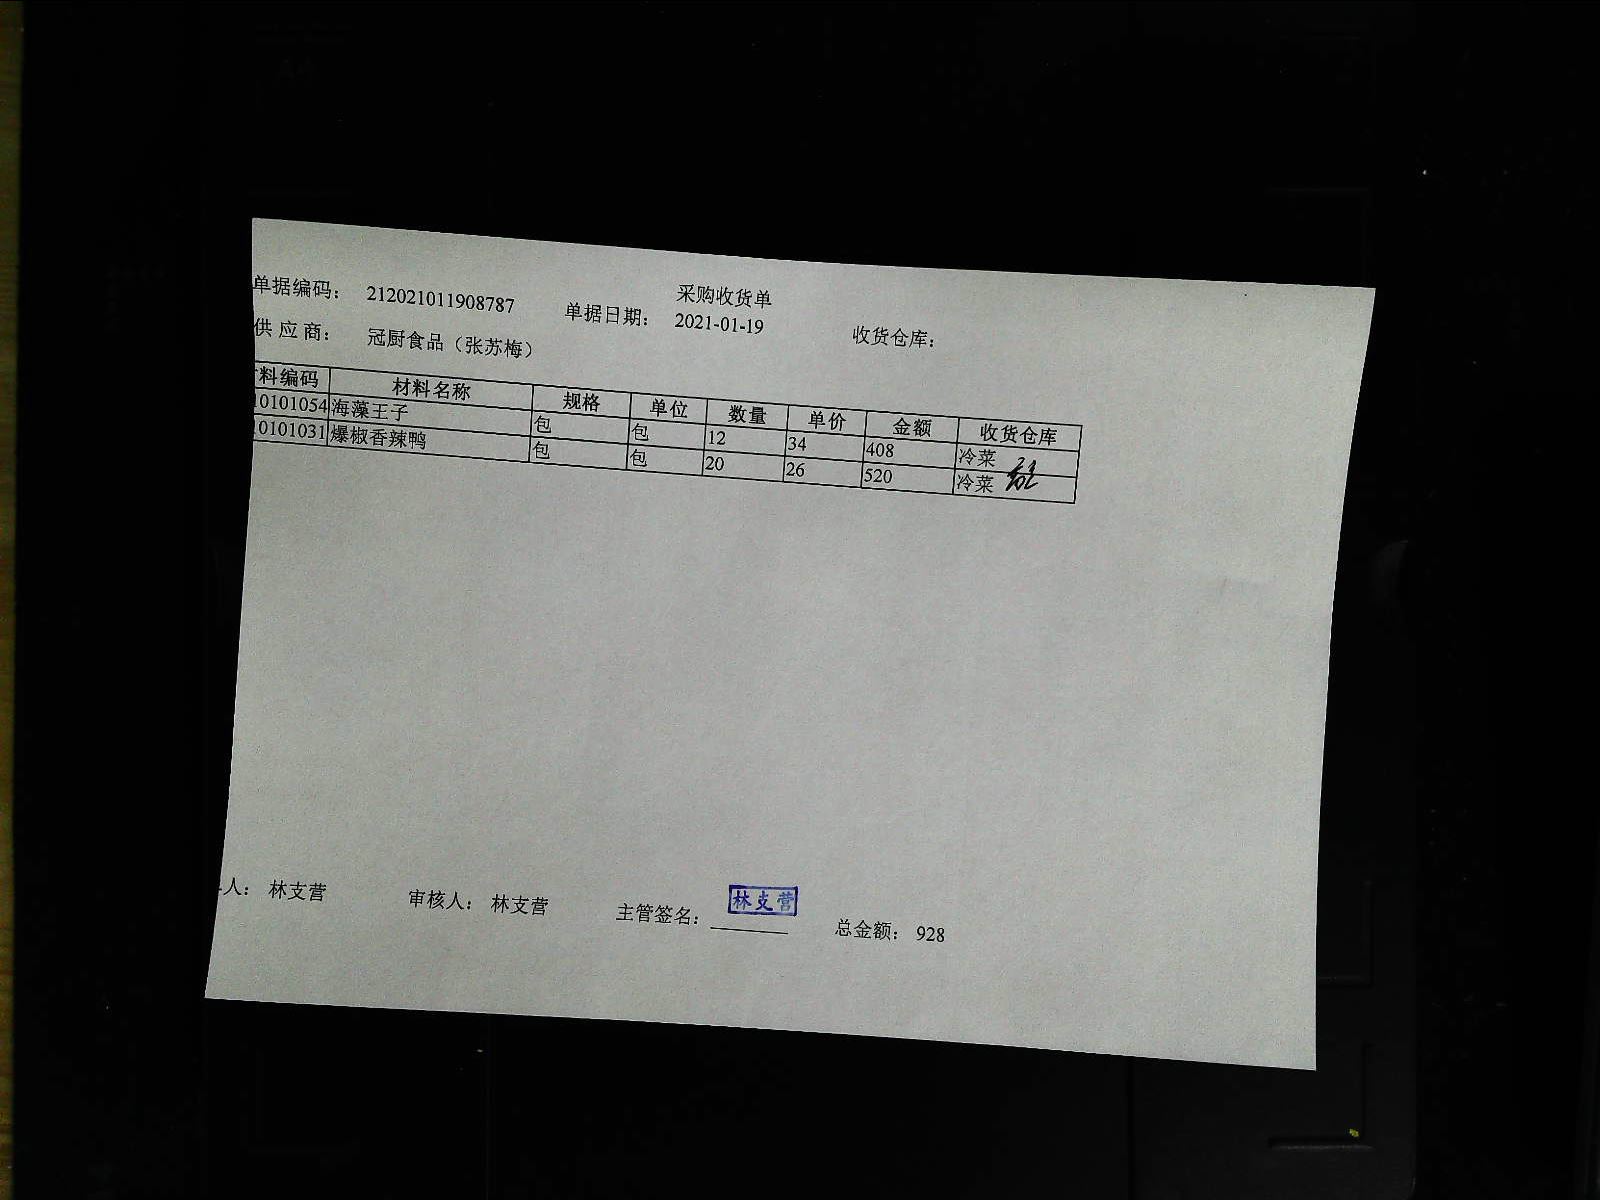 采购收货单
单据编码： 212021011908787 单据日期： 2021-01-19 收货仓库：
供应商： 冠厨食品（张苏梅）
料编码 材料名称 规格 单位 数量 单价 金额 收货仓库
10101054 海藻王子 包 包 12 34 408 冷菜
10101031 爆椒香辣鸭 包 包 20 26 520 冷菜
人： 林支营 审核人： 林支营 主管签名： 林支营 总金额： 928